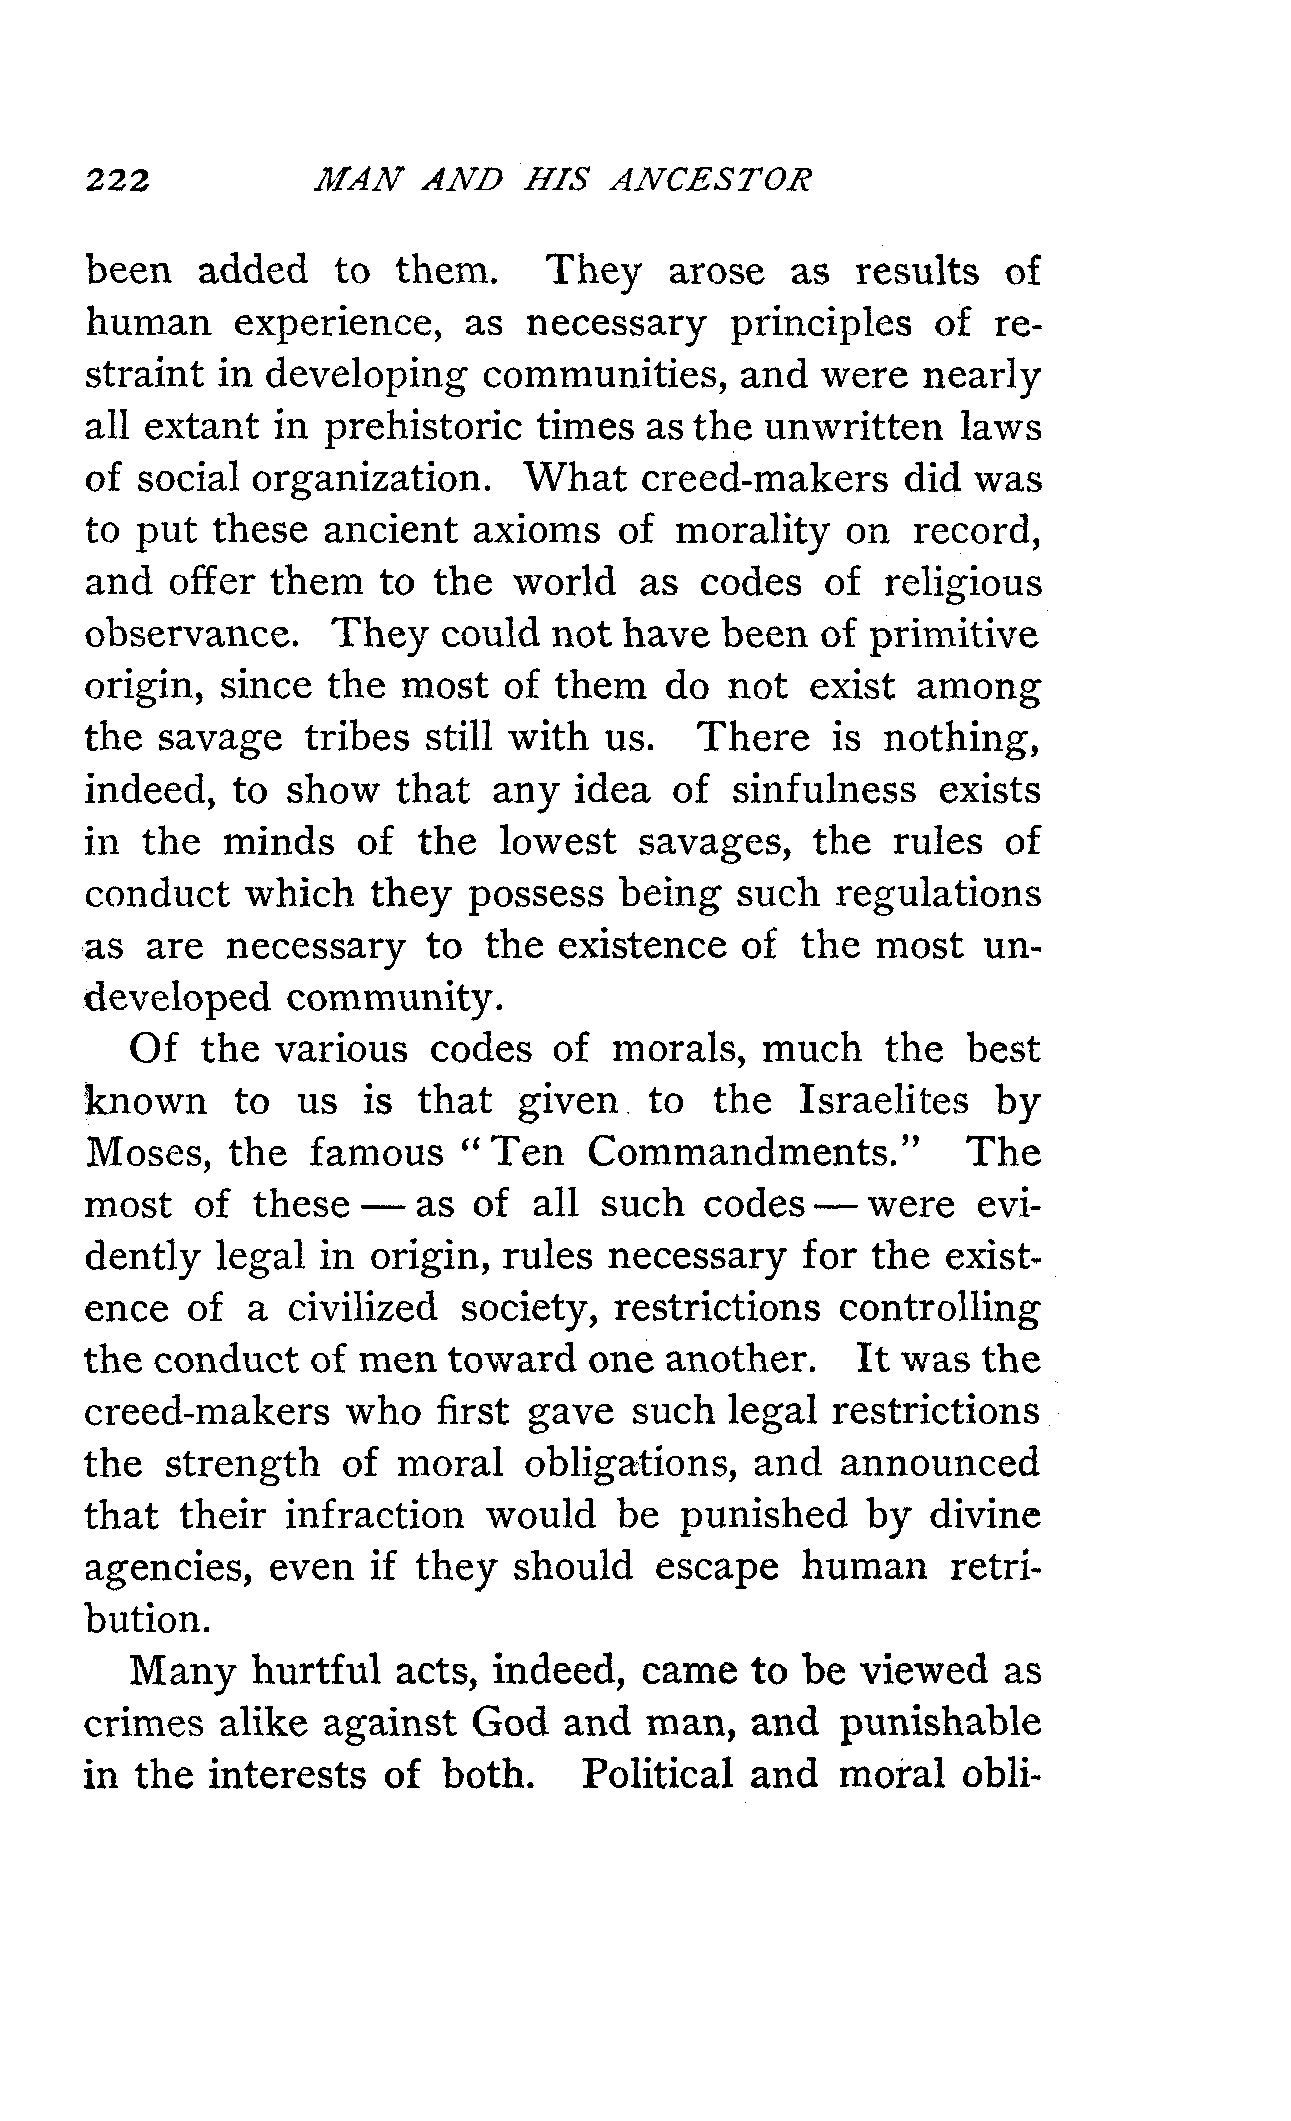 222 MAN AND HIS ANCESTOR
been added to them. They arose as results of
human experience, as necessary principles of re-
straint in developing communities, and were nearly
all extant in prehistoric times as the unwritten laws
of social organization. What creed-makers did was
to put these ancient axioms of morality on record,
and offer them to the world as codes of religious
observance. They could not have been of primitive
origin, since the most of them do not exist among
the savage tribes still with us. There is nothing,
indeed, to show that any idea of sinfulness exists
in the minds of the lowest savages, the rules of
conduct which they possess being such regulations
as are necessary to the existence of the most un-
developed community.
Of the various codes of morals, much the best
known to us is that given to the Israelites by
Moses, the famous “Ten Commandments.” The
most of these — as of all such codes — were evi-
dently legal in origin, rules necessary for the exist-
ence of a civilized society, restrictions controlling
the conduct of men toward one another. It was the
creed-makers who first gave such legal restrictions
the strength of moral obligations, and announced
that their infraction would be punished by divine
agencies, even if they should escape human retri-
bution.
Many hurtful acts, indeed, came to be viewed as
crimes alike against God and man, and punishable
in the interests of both. Political and moral obli-